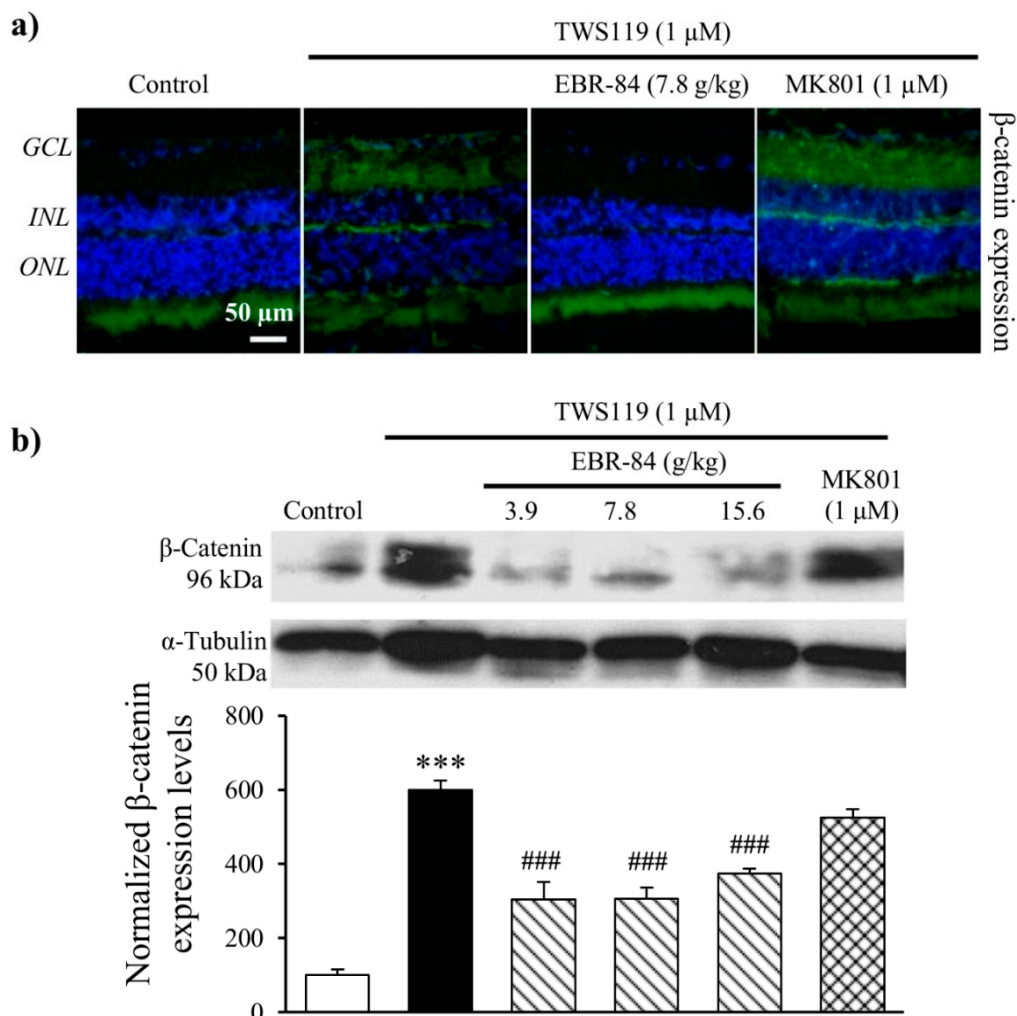 a)
TWS119 (1 μM)
Control
EBR-84 (7.8 g/kg)
MK801 (1 μM)
GCL
INL
ONL
50 μm
β-catenin expression
b)
TWS119 (1 μM)
EBR-84 (g/kg)
MK801
(1 μM)
Control
3.9
7.8
15.6
β-Catenin
96 kDa
α-Tubulin
50 kDa
Normalized β-catenin
expression levels
800
600
400
200
0
***
###
###
###